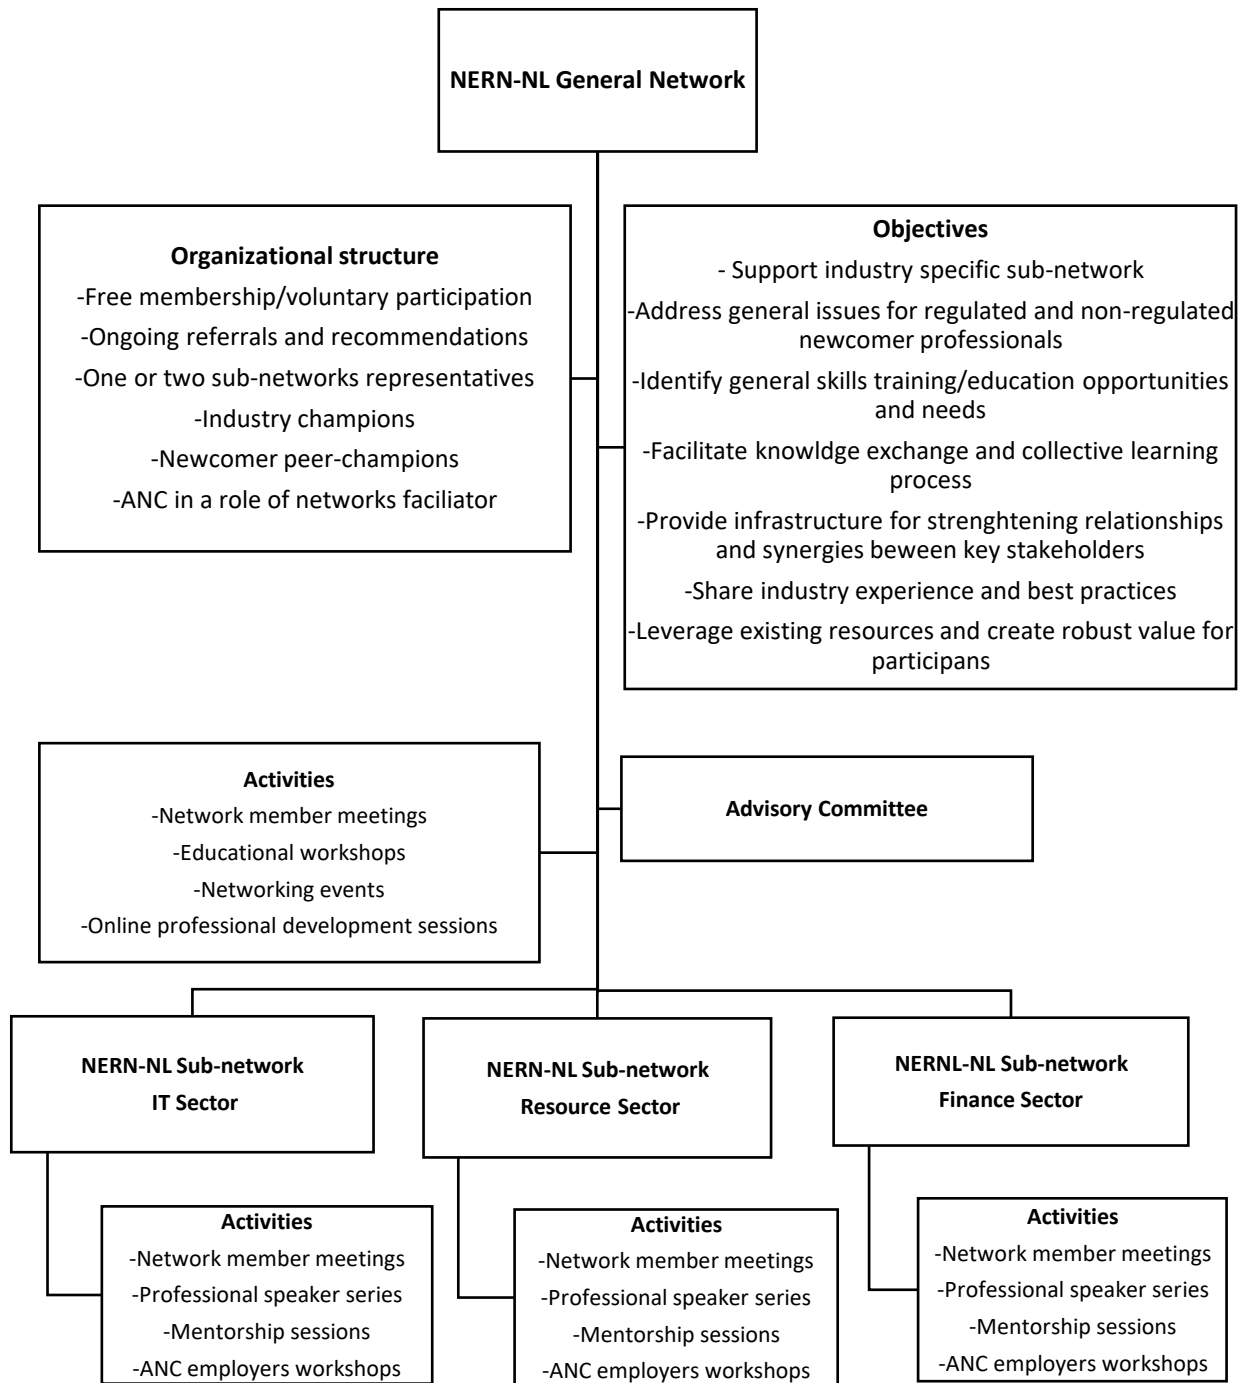 NERN-NL General Network
Organizational structure
-Free membership/voluntary participation
-Ongoing referrals and recommendations
-One or two sub-networks representatives
-Industry champions
-Newcomer peer-champions
-ANC in a role of networks faciliator
Objectives
- Support industry specific sub-network
-Address general issues for regulated and non-regulated
newcomer professionals
-Identify general skills training/education opportunities
and needs
-Facilitate knowldge exchange and collective learning
process
-Provide infrastructure for strenghtening relationships
and synergies beween key stakeholders
-Share industry experience and best practices
-Leverage existing resources and create robust value for
participans
Activities
-Network member meetings
-Educational workshops
-Networking events
-Online professional development sessions
Advisory Committee
NERN-NL Sub-network
IT Sector
NERN-NL Sub-network
Resource Sector
NERNL-NL Sub-network
Finance Sector
Activities
-Network member meetings
-Professional speaker series
-Mentorship sessions
-ANC employers workshops
Activities
-Network member meetings
-Professional speaker series
-Mentorship sessions
-ANC employers workshops
Activities
-Network member meetings
-Professional speaker series
-Mentorship sessions
-ANC employers workshops